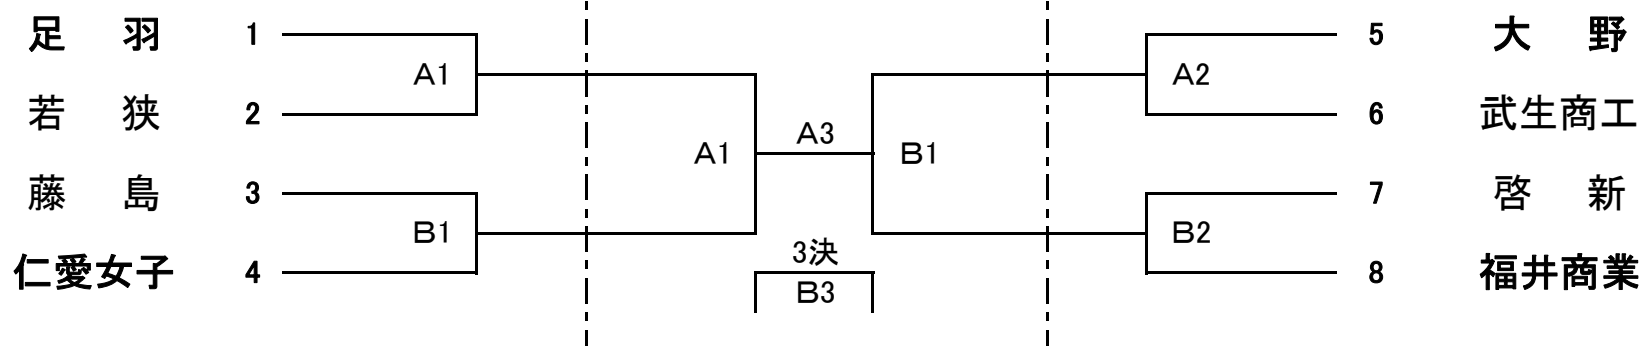 足 羽 1 5 大 野
A1 A2
若 狭 2 6 武生商工
A3
A1 B1
藤 島 3 7 啓 新
B1 B2
3決
仁愛女子 4 8 福井商業
B3